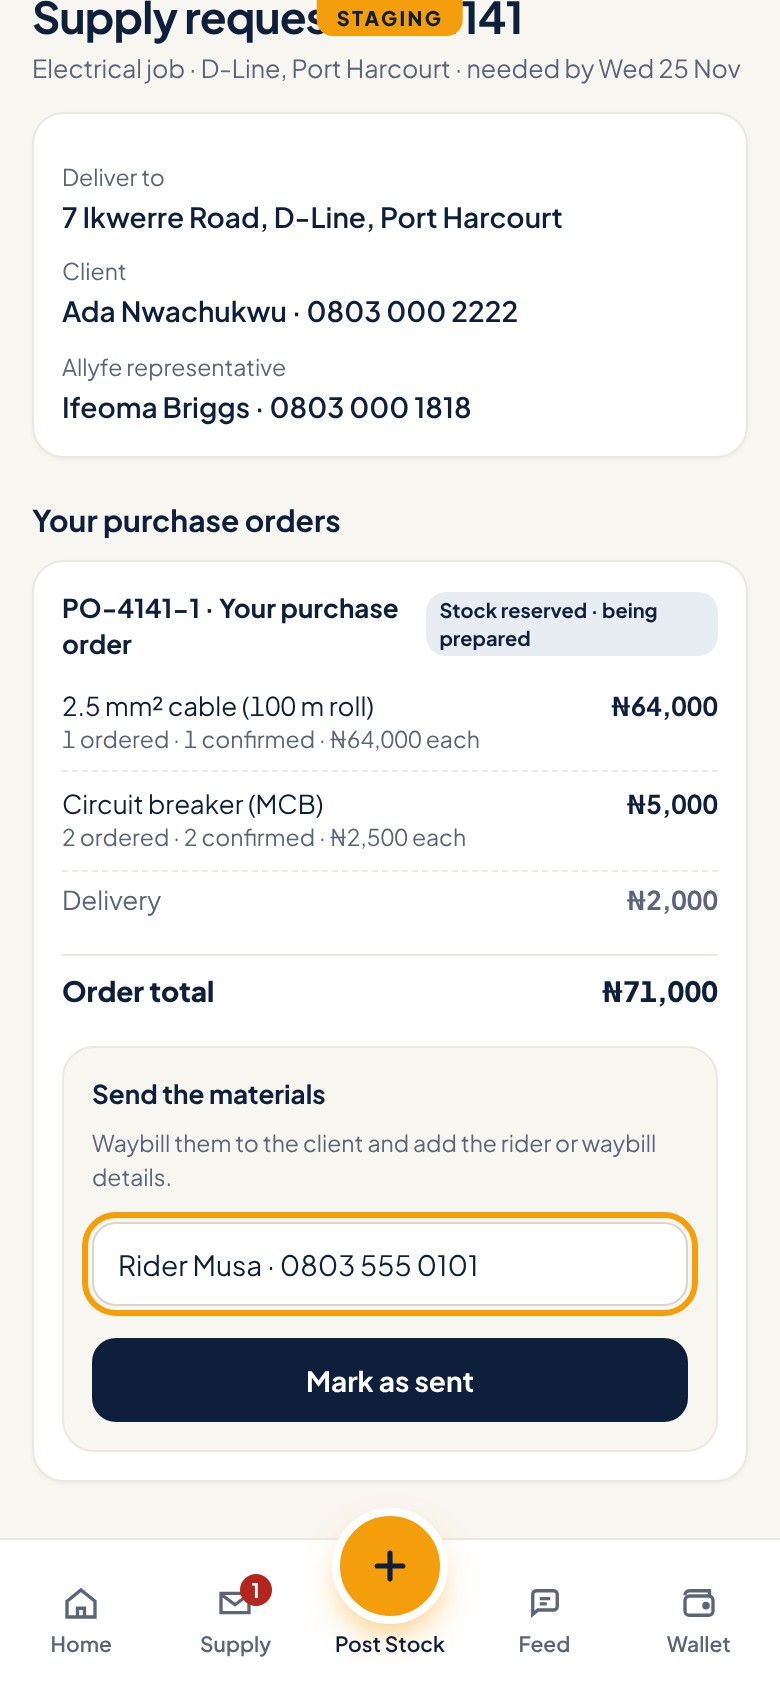 Supply reques
STAGING
141
Electrical job · D-Line, Port Harcourt · needed by Wed 25 Nov
Deliver to
7 Ikwerre Road, D-Line, Port Harcourt
Client
Ada Nwachukwu · 0803 000 2222
Allyfe representative
Ifeoma Briggs · 0803 000 1818
Your purchase orders
PO-4141-1 · Your purchase
order
Stock reserved · being
prepared
2.5 mm² cable (100 m roll) ₦64,000
1 ordered · 1 confirmed · ₦64,000 each
Circuit breaker (MCB) ₦5,000
2 ordered · 2 confirmed · ₦2,500 each
Delivery ₦2,000
Order total ₦71,000
Send the materials
Waybill them to the client and add the rider or waybill
details.
Rider Musa · 0803 555 0101
Mark as sent
1
Home Supply Post Stock Feed Wallet